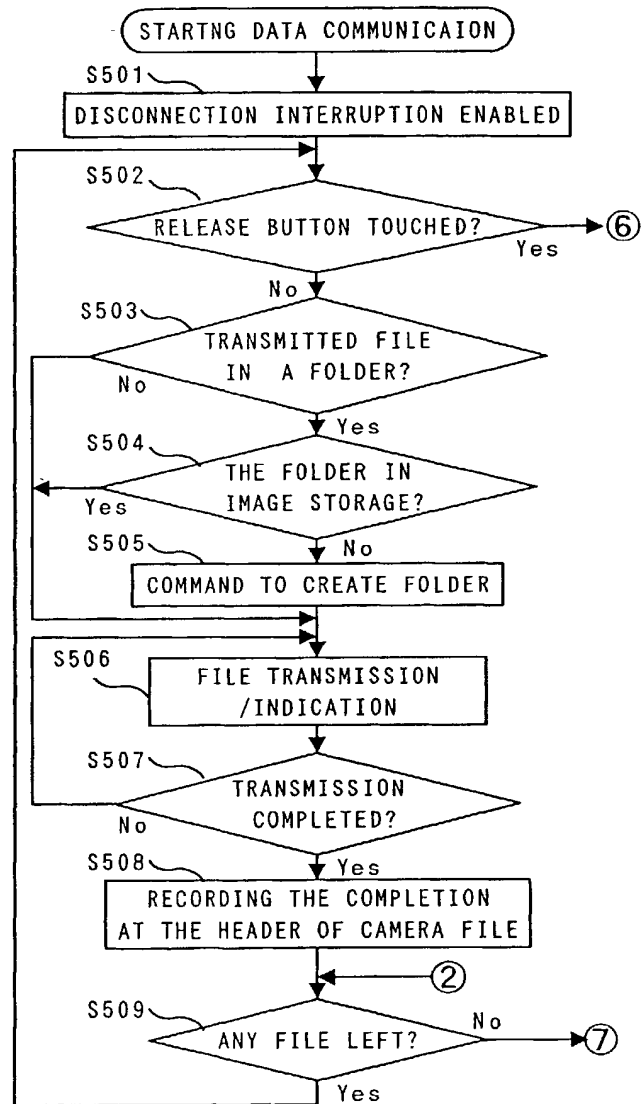 STARTNG DATA COMMUNICAION
S501
DISCONNECTION INTERRUPTION ENABLED
S502
RELEASE BUTTON TOUCHED?
⑥
Yes
No
S503
TRANSMITTED FILE
IN A FOLDER?
No
Yes
S504
THE FOLDER IN
IMAGE STORAGE?
Yes
No
S505
COMMAND TO CREATE FOLDER
S506
FILE TRANSMISSION
/INDICATION
S507
TRANSMISSION
COMPLETED?
No
Yes
S508
RECORDING THE COMPLETION
AT THE HEADER OF CAMERA FILE
②
S509
ANY FILE LEFT?
No
⑦
Yes